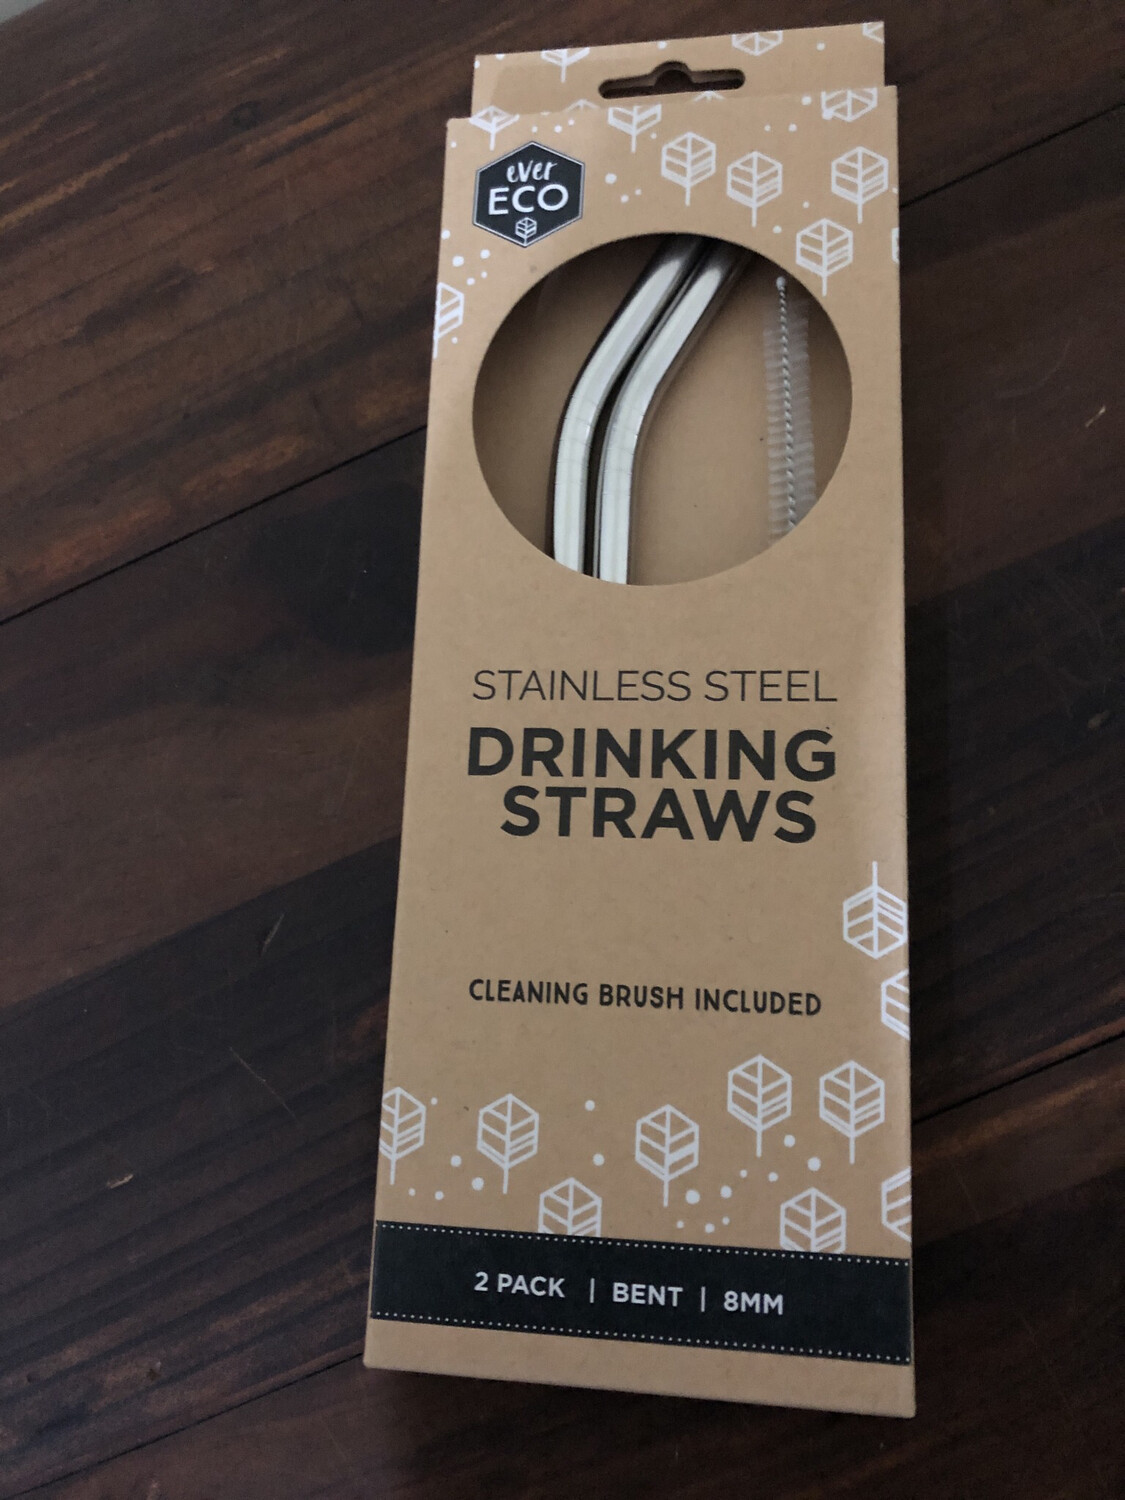 ever
ECO
STAINLESS STEEL
DRINKING
STRAWS
CLEANING BRUSH INCLUDED
2 PACK | BENT | 8MM